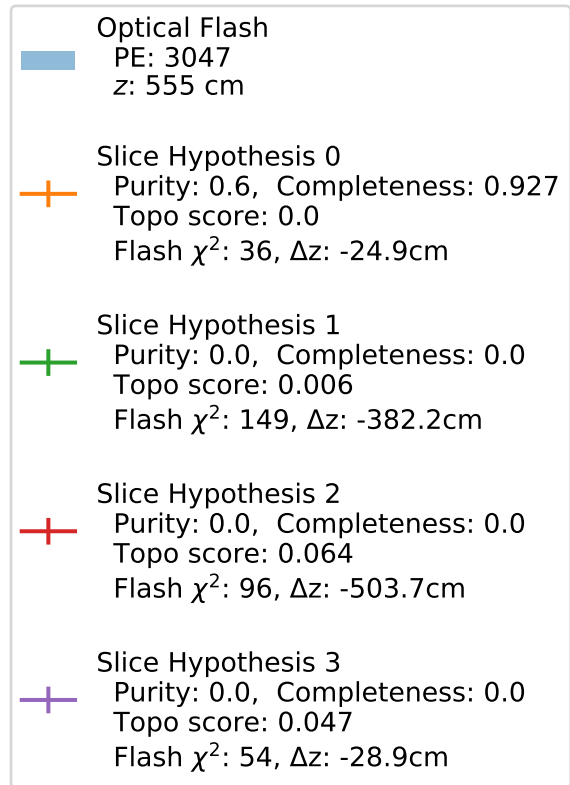 Optical Flash
PE: 3047
z: 555 cm
Slice Hypothesis 0
Purity: 0.6,  Completeness: 0.927
Topo score: 0.0
Flash χ²: 36, Δz: -24.9cm
Slice Hypothesis 1
Purity: 0.0,  Completeness: 0.0
Topo score: 0.006
Flash χ²: 149, Δz: -382.2cm
Slice Hypothesis 2
Purity: 0.0,  Completeness: 0.0
Topo score: 0.064
Flash χ²: 96, Δz: -503.7cm
Slice Hypothesis 3
Purity: 0.0,  Completeness: 0.0
Topo score: 0.047
Flash χ²: 54, Δz: -28.9cm